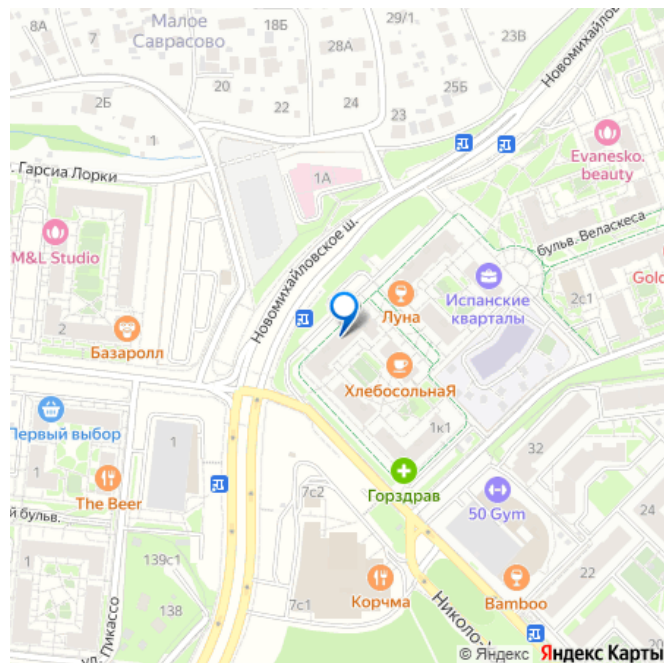 8А
Малое
Саврасово
18Б
29/1
23В
7
28А
20
25Б
2Б
22
24
23
1
Новомихайловское
. Гарсиа Лорки
1А
Evanesko.
beauty
M&L Studio
Новомихайловское ш.
бульв. Веласкеса
Луна
Испанские
кварталы
2с1
Gold
2
Базаролл
ХлебосольнаЯ
Первый выбор
1к1
1
32
1
The Beer
7с2
Горздрав
50 Gym
24
й бульв.
1
139с1
22
138
7с1
Корчма
Bamboo
ул. Пикассо
Николо-
20
© Яндекс Яндекс Карты